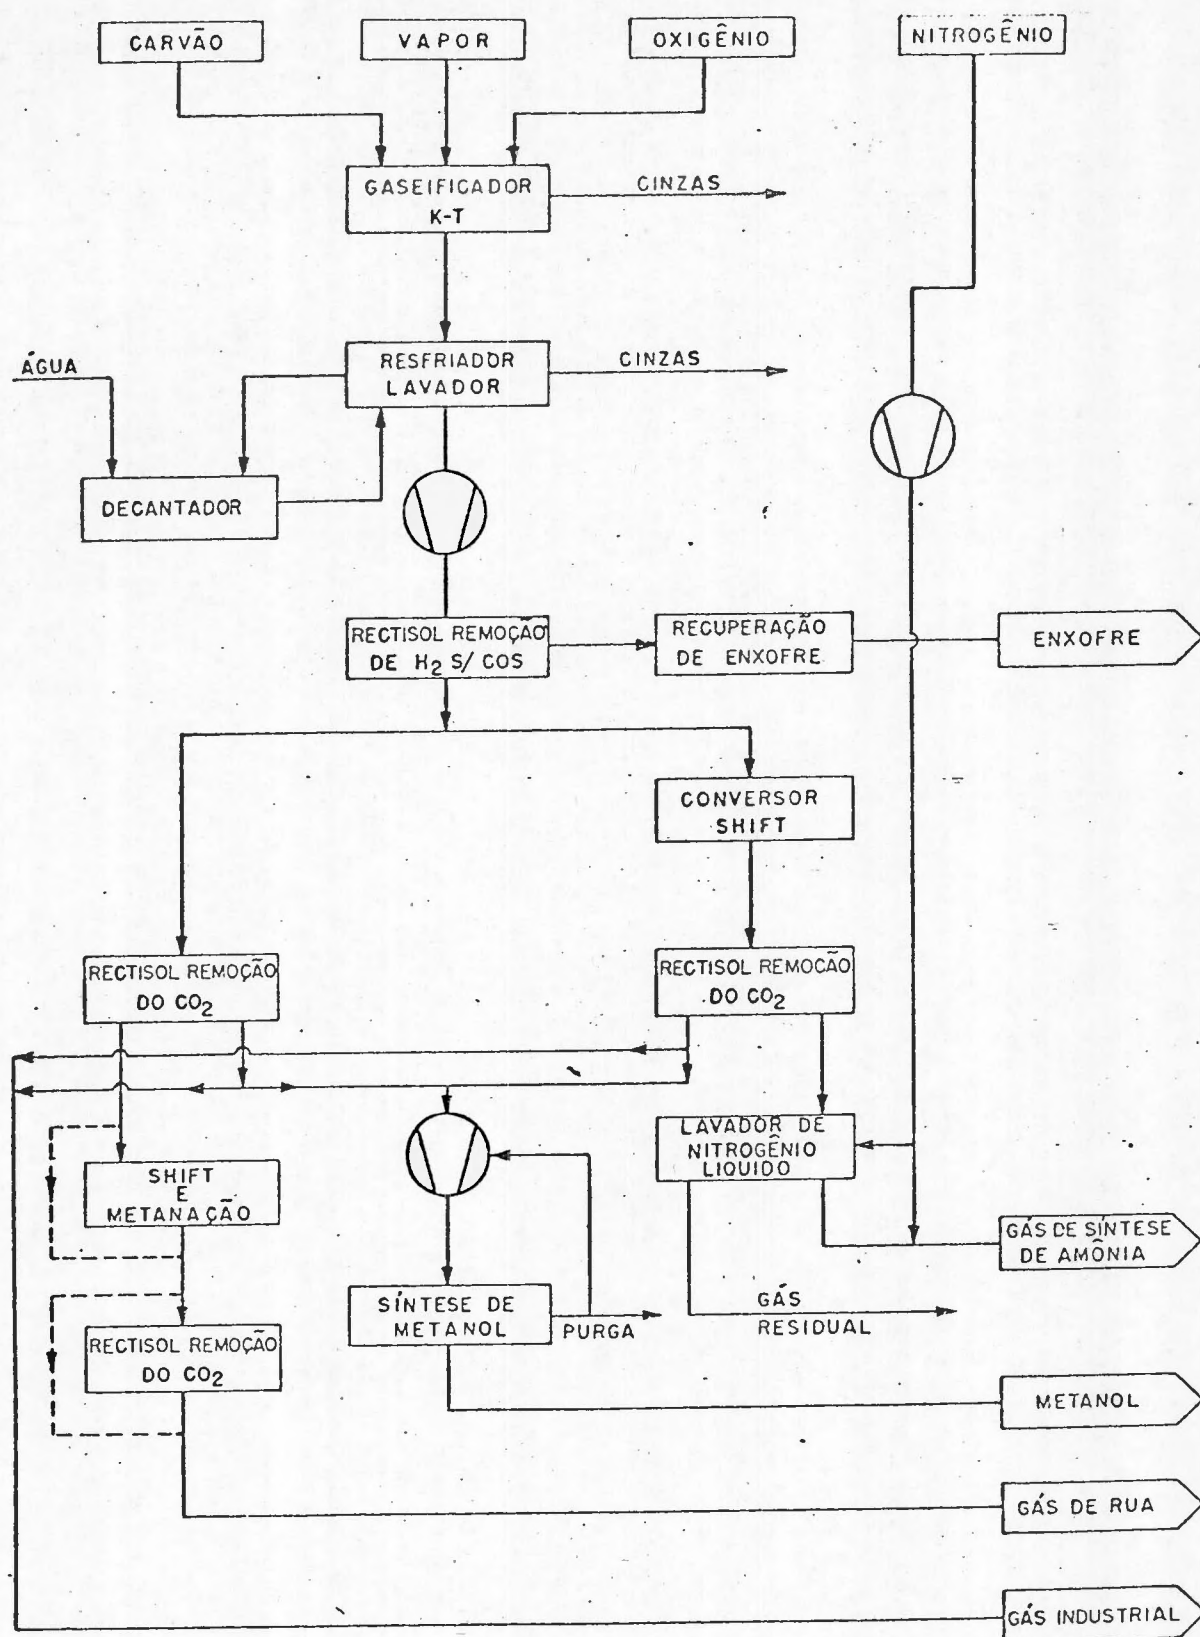 CARVÃO
VAPOR
OXIGÊNIO
NITROGÊNIO
GASEIFICADOR
K-T
CINZAS
ÁGUA
RESFRIADOR
LAVADOR
CINZAS
DECANTADOR
RECTISOL REMOÇÃO
DE H₂S/COS
RECUPERAÇÃO
DE ENXOFRE
ENXOFRE
CONVERSOR
SHIFT
RECTISOL REMOÇÃO
DO CO₂
RECTISOL REMOCÃO
DO CO₂
LAVADOR DE
NITROGÊNIO
LIQUIDO
SHIFT
E
METANAÇÃO
GÁS DE SÍNTESE
DE AMÔNIA
SÍNTESE DE
METANOL
PURGA
GÁS
RESIDUAL
RECTISOL REMOÇÃO
DO CO₂
METANOL
GÁS DE RUA
GÁS INDUSTRIAL